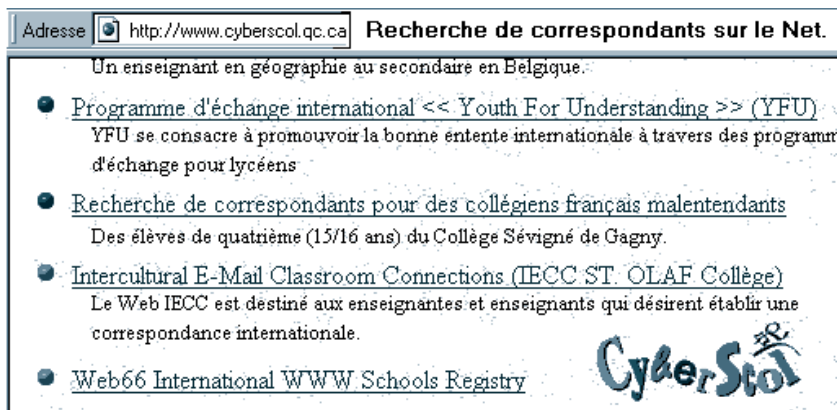 Adresse http://www.cyberscol.qc.ca Recherche de correspondants sur le Net.
Un enseignant en géographie au secondaire en Belgique.
Programme d'échange international << Youth For Understanding >> (YFU)
YFU se consacre à promouvoir la bonne entente internationale à travers des programm
d'échange pour lycéens
Recherche de correspondants pour des collégiens français malentendants
Des élèves de quatrième (15/16 ans) du Collège Sévigné de Gagny.
Intercultural E-Mail Classroom Connections (IECC ST. OLAF Collège)
Le Web IECC est destiné aux enseignantes et enseignants qui désirent établir une
correspondance internationale.
Web66 International WWW Schools Registry
CyberScol